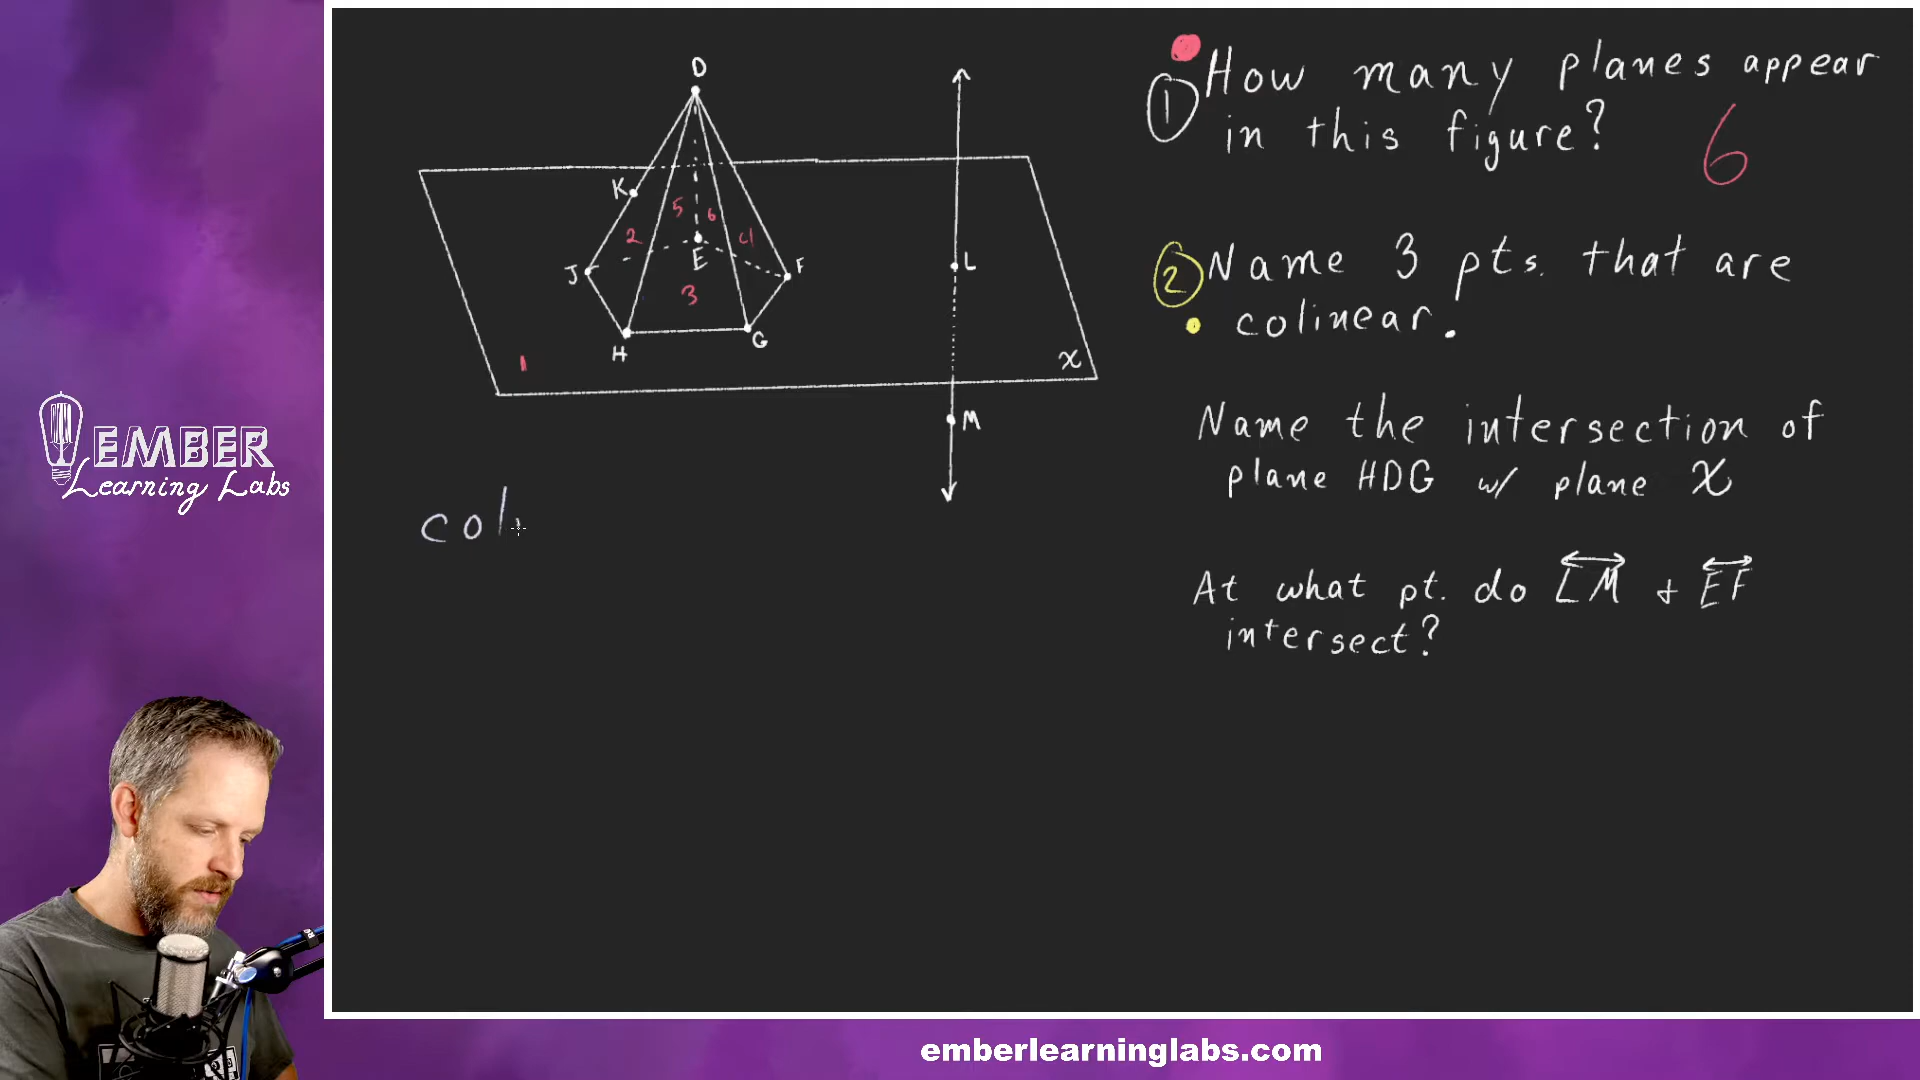 How many planes appear
1 in this figure? 6
2 Name 3 pts. that are
colinear.
Name the intersection of
plane HDG w/ plane X
At what pt. do LM + EF
intersect?
D
K
5 6
2 4
E
J F
3
H G
1
L
X
M
col
EMBER
Learning Labs
emberlearninglabs.com